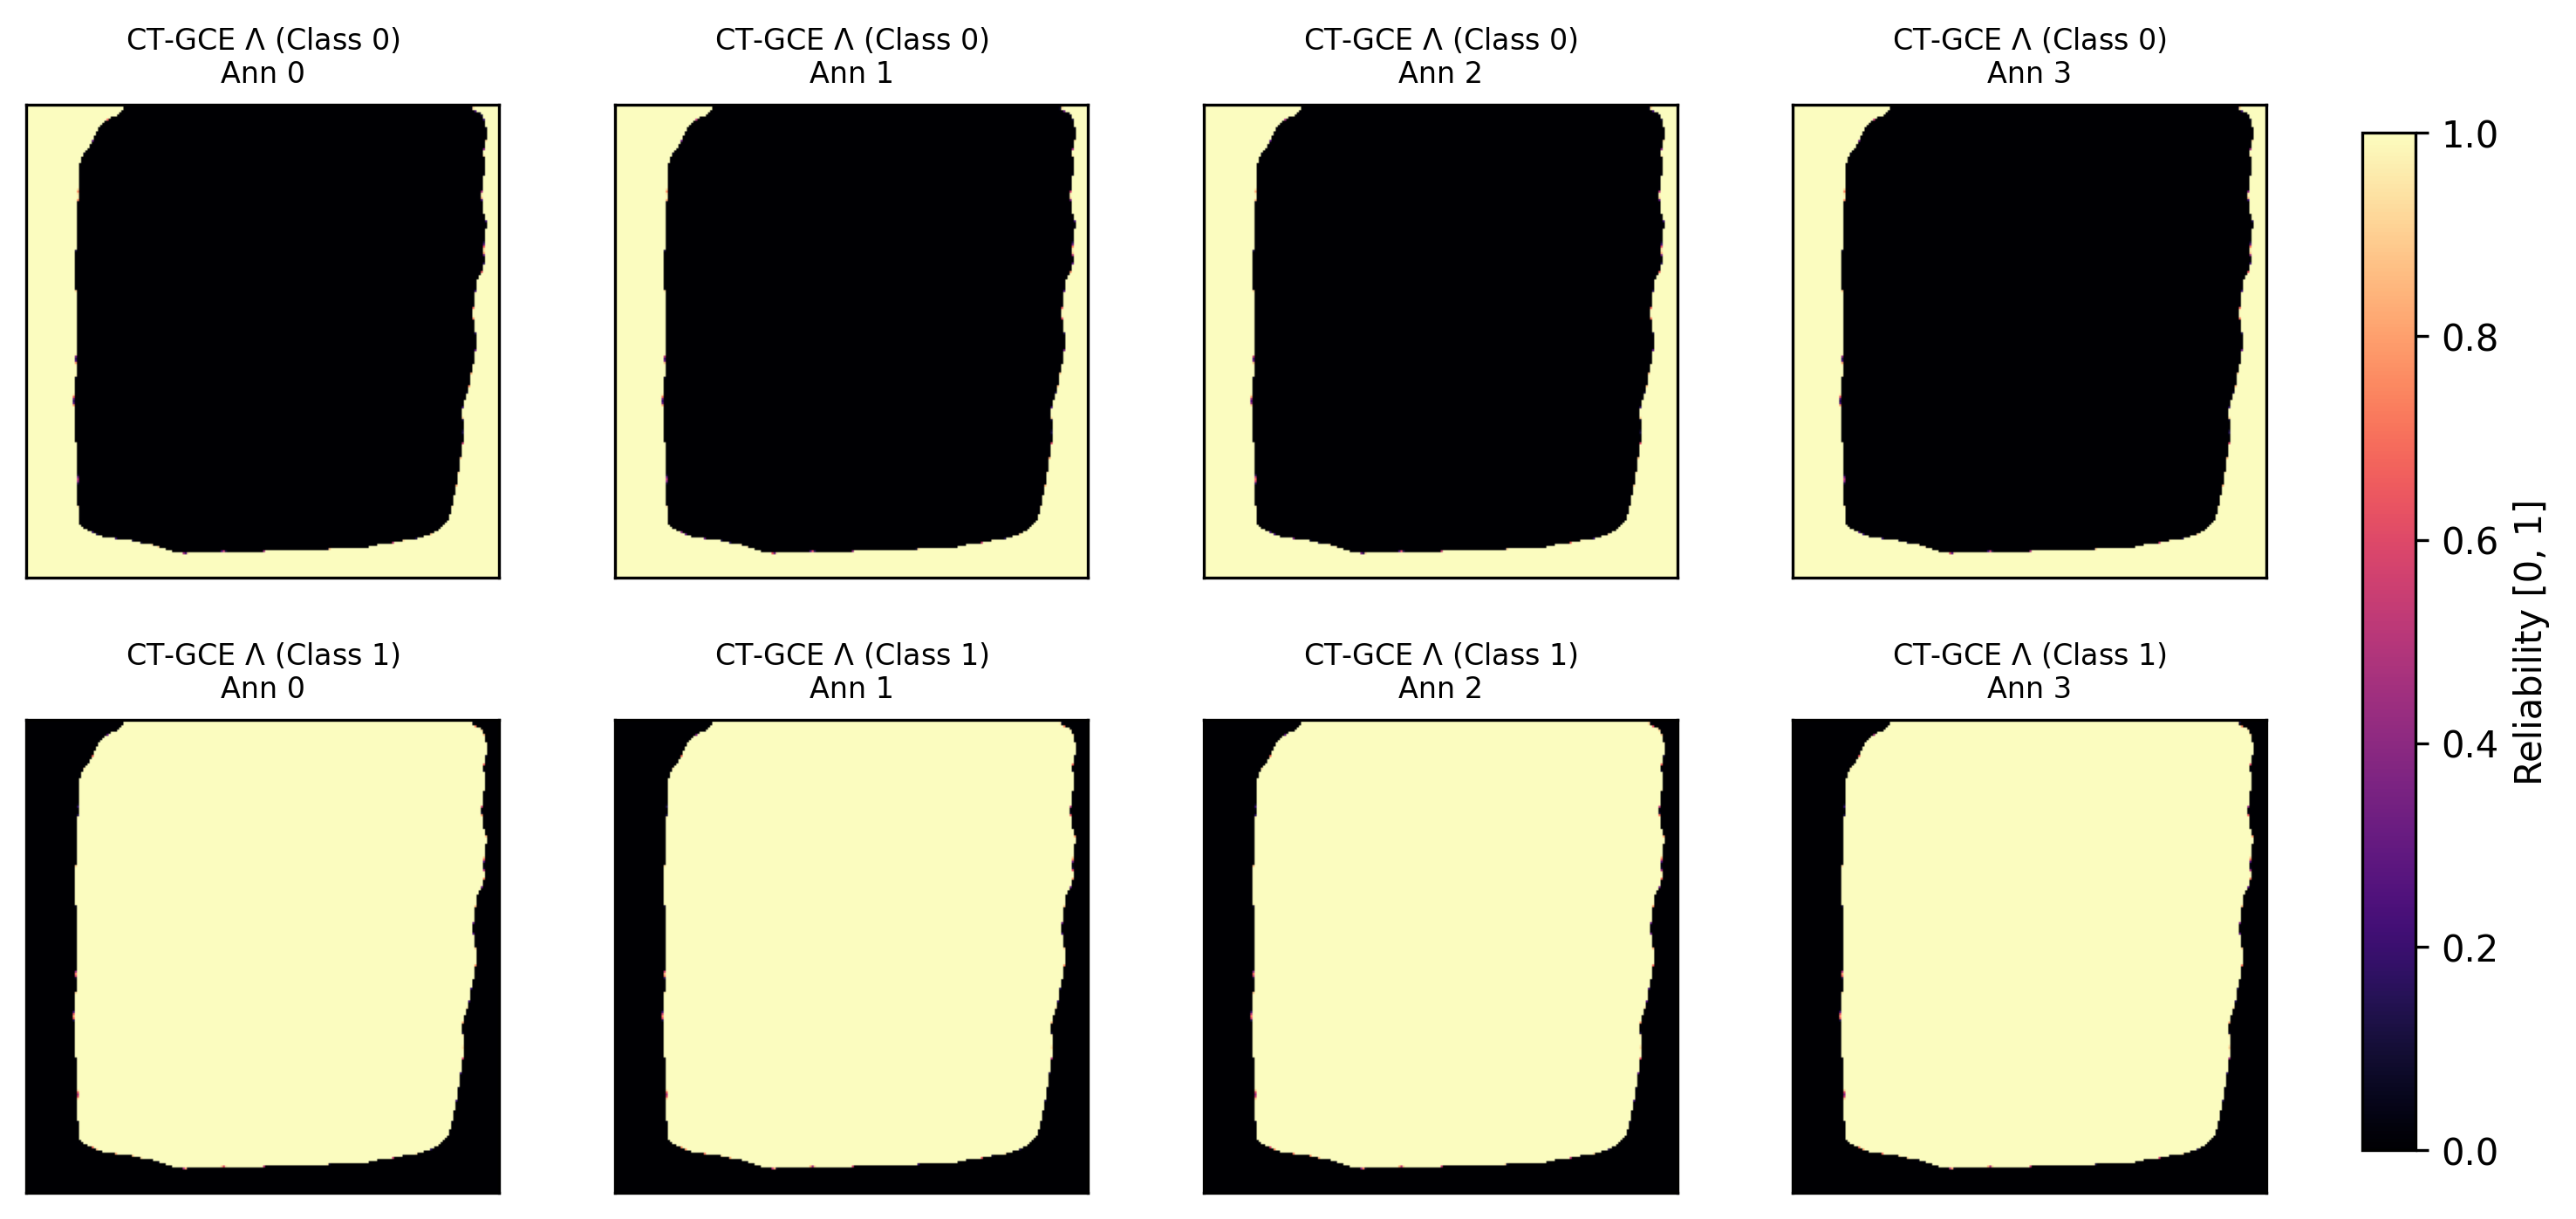 CT-GCE Λ (Class 0)
Ann 0
CT-GCE Λ (Class 0)
Ann 1
CT-GCE Λ (Class 0)
Ann 2
CT-GCE Λ (Class 0)
Ann 3
CT-GCE Λ (Class 1)
Ann 0
CT-GCE Λ (Class 1)
Ann 1
CT-GCE Λ (Class 1)
Ann 2
CT-GCE Λ (Class 1)
Ann 3
1.0
0.8
0.6
0.4
0.2
0.0
Reliability [0, 1]